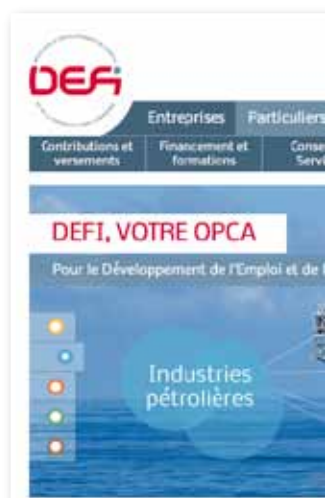 DEFi
Entreprises Particuliers
Contributions et versements
Financement et formations
DEFI, VOTRE OPCA
Pour le Développement de l'Emploi et de
Industries
pétrolières